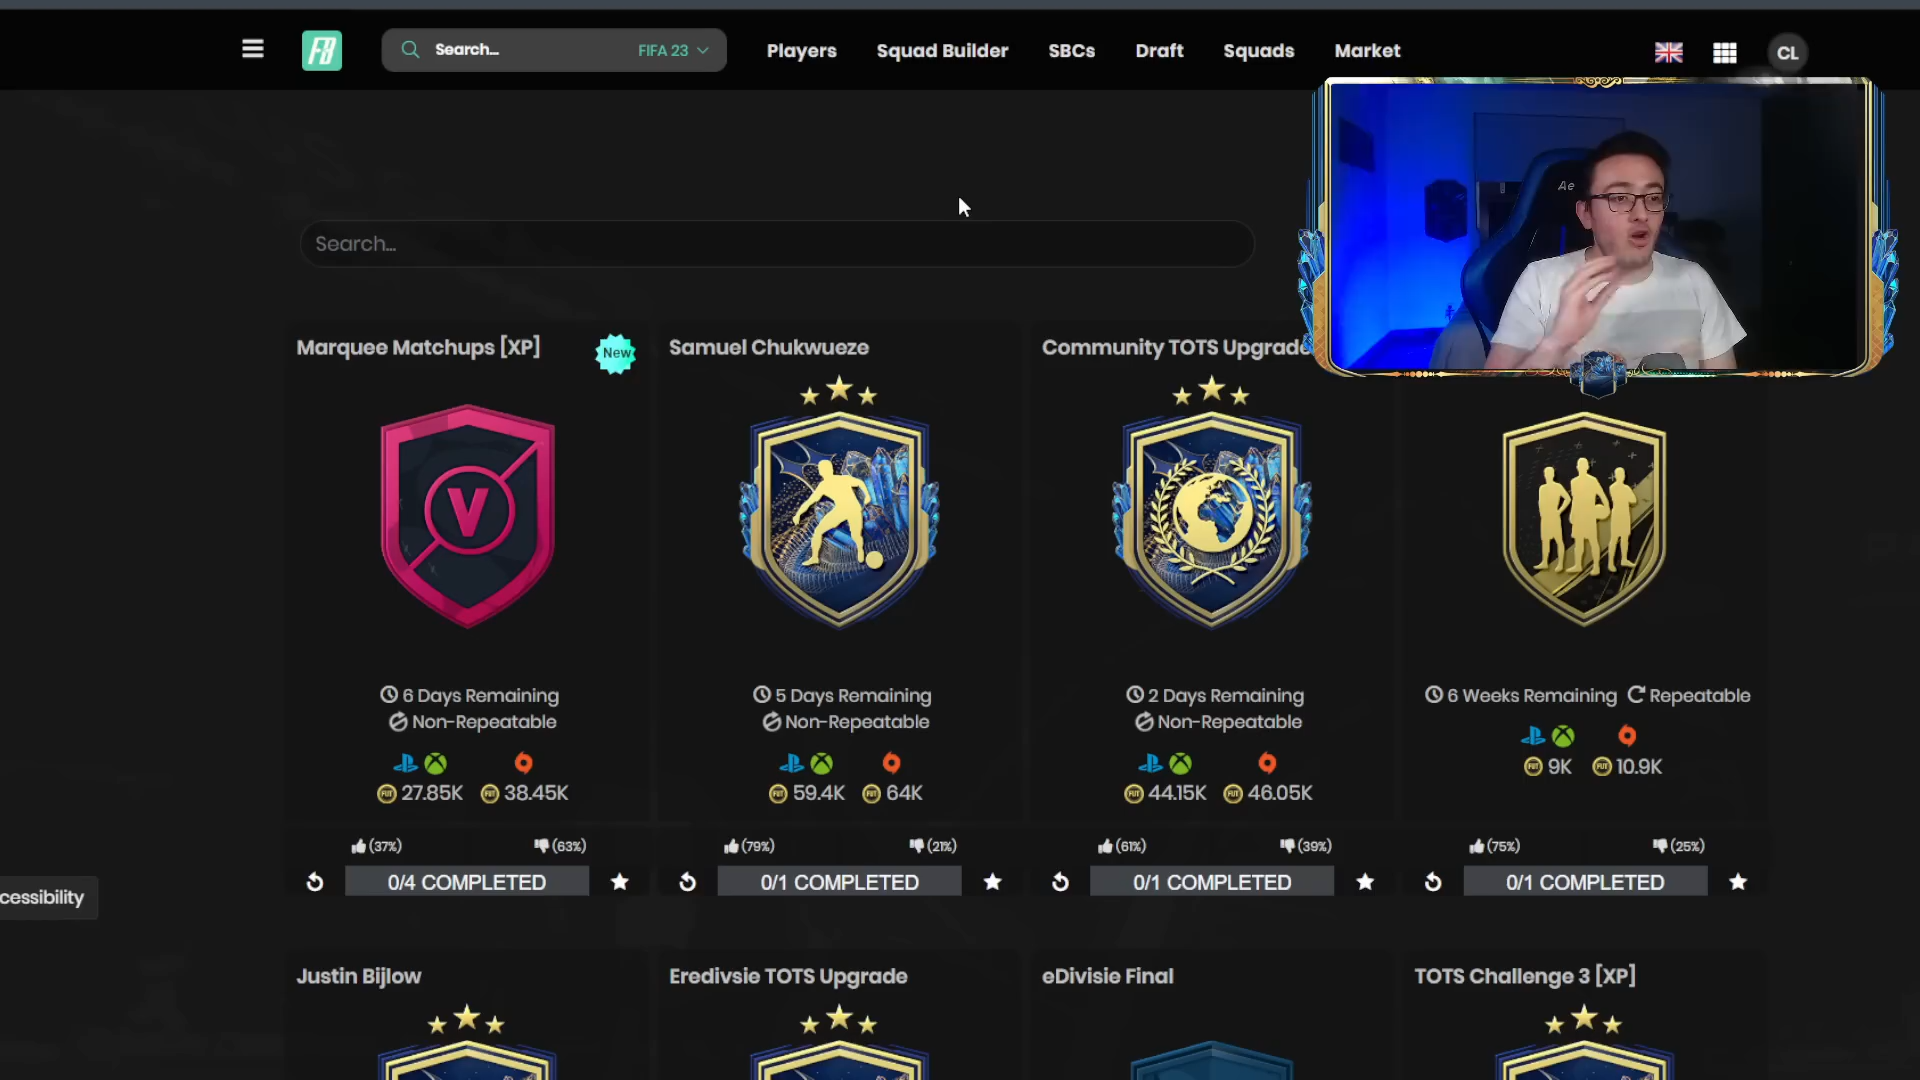 Search...
FIFA 23
Players
Squad Builder
SBCs
Draft
Squads
Market
CL
Ae
Search...
Marquee Matchups [XP]
New
Samuel Chukwueze
Community TOTS Upgrade
V
6 Days Remaining
Non-Repeatable
5 Days Remaining
Non-Repeatable
2 Days Remaining
Non-Repeatable
6 Weeks Remaining
Repeatable
27.85K
38.45K
59.4K
64K
44.15K
46.05K
9K
10.9K
(37%)
(63%)
(79%)
(21%)
(61%)
(39%)
(75%)
(25%)
0/4 COMPLETED
0/1 COMPLETED
0/1 COMPLETED
0/1 COMPLETED
ccessibility
Justin Bijlow
Eredivsie TOTS Upgrade
eDivisie Final
TOTS Challenge 3 [XP]